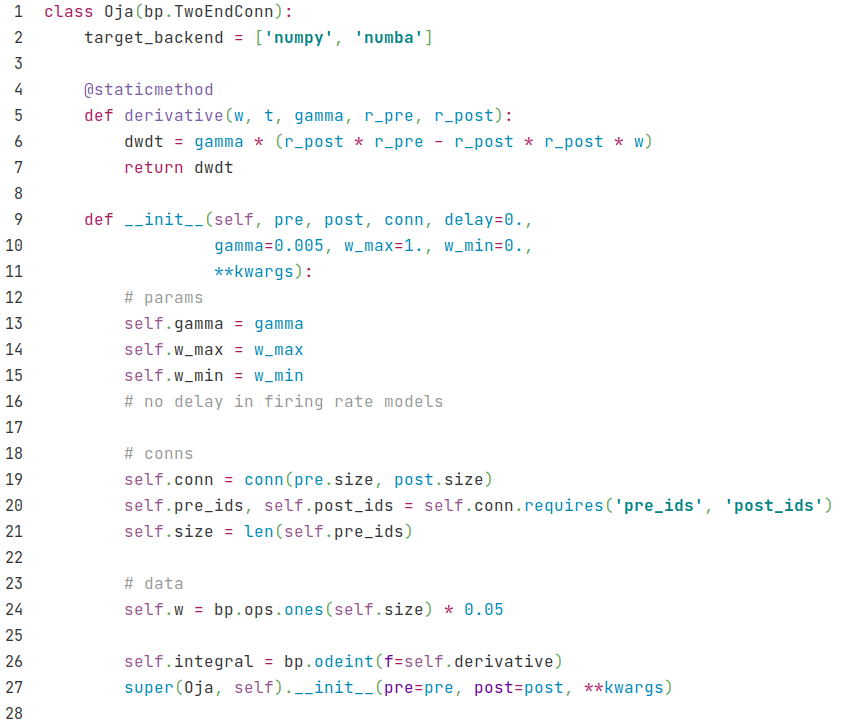 1 class Oja(bp.TwoEndConn):
2     target_backend = ['numpy', 'numba']
3
4     @staticmethod
5     def derivative(w, t, gamma, r_pre, r_post):
6         dwdt = gamma * (r_post * r_pre - r_post * r_post * w)
7         return dwdt
8
9     def __init__(self, pre, post, conn, delay=0.,
10                  gamma=0.005, w_max=1., w_min=0.,
11                  **kwargs):
12         # params
13         self.gamma = gamma
14         self.w_max = w_max
15         self.w_min = w_min
16         # no delay in firing rate models
17
18         # conns
19         self.conn = conn(pre.size, post.size)
20         self.pre_ids, self.post_ids = self.conn.requires('pre_ids', 'post_ids')
21         self.size = len(self.pre_ids)
22
23         # data
24         self.w = bp.ops.ones(self.size) * 0.05
25
26         self.integral = bp.odeint(f=self.derivative)
27         super(Oja, self).__init__(pre=pre, post=post, **kwargs)
28